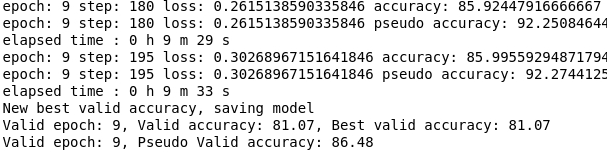 epoch: 9 step: 180 loss: 0.2615138590335846 accuracy: 85.92447916666667
epoch: 9 step: 180 loss: 0.2615138590335846 pseudo accuracy: 92.25084644
elapsed time : 0 h 9 m 29 s
epoch: 9 step: 195 loss: 0.30268967151641846 accuracy: 85.99559294871794
epoch: 9 step: 195 loss: 0.30268967151641846 pseudo accuracy: 92.2744125
elapsed time : 0 h 9 m 33 s
New best valid accuracy, saving model
Valid epoch: 9, Valid accuracy: 81.07, Best valid accuracy: 81.07
Valid epoch: 9, Pseudo Valid accuracy: 86.48